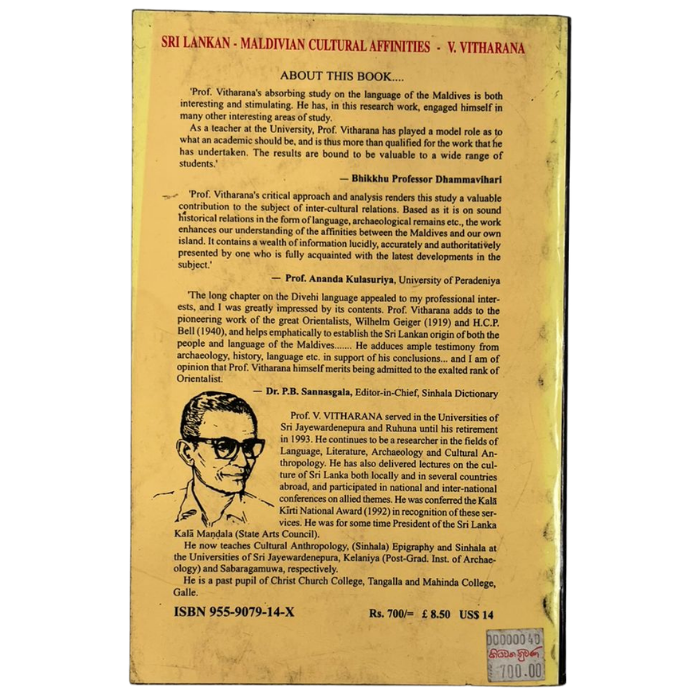 SRI LANKAN - MALDIVIAN CULTURAL AFFINITIES - V. VITHARANA
ABOUT THIS BOOK....
'Prof. Vitharana's absorbing study on the language of the Maldives is both
interesting and stimulating. He has, in this research work, engaged himself in
many other interesting areas of study.
As a teacher at the University, Prof. Vitharana has played a model role as to
what an academic should be, and is thus more than qualified for the work that he
has undertaken. The results are bound to be valuable to a wide range of
students.'
— Bhikkhu Professor Dhammavihari
'Prof. Vitharana's critical approach and analysis renders this study a valuable
contribution to the subject of inter-cultural relations. Based as it is on sound
historical relations in the form of language, archaeological remains etc., the work
enhances our understanding of the affinities between the Maldives and our own
island. It contains a wealth of information lucidly, accurately and authoritatively
presented by one who is fully acquainted with the latest developments in the
subject.'
— Prof. Ananda Kulasuriya, University of Peradeniya
'The long chapter on the Divehi language appealed to my professional inter-
ests, and I was greatly impressed by its contents. Prof. Vitharana adds to the
pioneering work of the great Orientalists, Wilhelm Geiger (1919) and H.C.P.
Bell (1940), and helps emphatically to establish the Sri Lankan origin of both the
people and language of the Maldives....... He adduces ample testimony from
archaeology, history, language etc. in support of his conclusions... and I am of
opinion that Prof. Vitharana himself merits being admitted to the exalted rank of
Orientalist.
— Dr. P.B. Sannasgala, Editor-in-Chief, Sinhala Dictionary
Prof. V. VITHARANA served in the Universities of
Sri Jayewardenepura and Ruhuna until his retirement
in 1993. He continues to be a researcher in the fields of
Language, Literature, Archaeology and Cultural An-
thropology. He has also delivered lectures on the cul-
ture of Sri Lanka both locally and in several countries
abroad, and participated in national and inter-national
conferences on allied themes. He was conferred the Kalā
Kīrti National Award (1992) in recognition of these ser-
vices. He was for some time President of the Sri Lanka
Kalā Maṇḍala (State Arts Council).
He now teaches Cultural Anthropology, (Sinhala) Epigraphy and Sinhala at
the Universities of Sri Jayewardenepura, Kelaniya (Post-Grad. Inst. of Archae-
ology) and Sabaragamuwa, respectively.
He is a past pupil of Christ Church College, Tangalla and Mahinda College,
Galle.
ISBN 955-9079-14-X Rs. 700/= £ 8.50 US$ 14
00000040
කියවන නුවණ
700.00